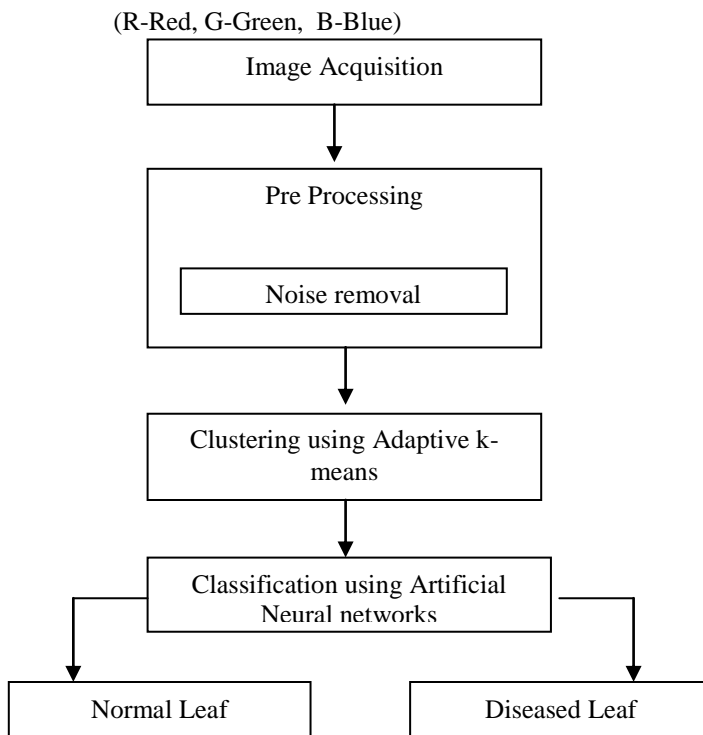 (R-Red, G-Green,  B-Blue)
Image Acquisition
Pre Processing
Noise removal
Clustering using Adaptive k-
means
Classification using Artificial
Neural networks
Normal Leaf
Diseased Leaf